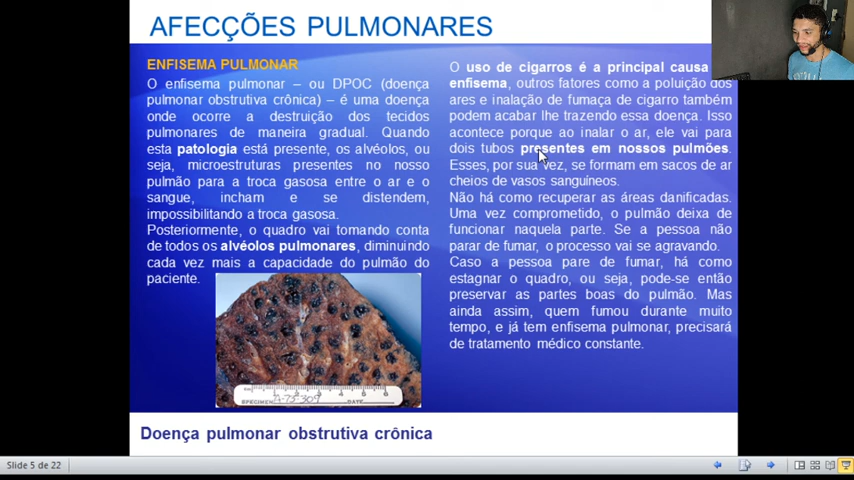 AFECÇÕES PULMONARES
ENFISEMA PULMONAR
O enfisema pulmonar – ou DPOC (doença
pulmonar obstrutiva crônica) – é uma doença
onde ocorre a destruição dos tecidos
pulmonares de maneira gradual. Quando
esta patologia está presente, os alvéolos, ou
seja, microestruturas presentes no nosso
pulmão para a troca gasosa entre o ar e o
sangue, incham e se distendem,
impossibilitando a troca gasosa.
Posteriormente, o quadro vai tomando conta
de todos os alvéolos pulmonares, diminuindo
cada vez mais a capacidade do pulmão do
paciente.
SPECIMEN A-73-309 DATE
O uso de cigarros é a principal causa
enfisema, outros fatores como a poluição dos
ares e inalação de fumaça de cigarro também
podem acabar lhe trazendo essa doença. Isso
acontece porque ao inalar o ar, ele vai para
dois tubos presentes em nossos pulmões.
Esses, por sua vez, se formam em sacos de ar
cheios de vasos sanguíneos.
Não há como recuperar as áreas danificadas.
Uma vez comprometido, o pulmão deixa de
funcionar naquela parte. Se a pessoa não
parar de fumar, o processo vai se agravando.
Caso a pessoa pare de fumar, há como
estagnar o quadro, ou seja, pode-se então
preservar as partes boas do pulmão. Mas
ainda assim, quem fumou durante muito
tempo, e já tem enfisema pulmonar, precisará
de tratamento médico constante.
Doença pulmonar obstrutiva crônica
Slide 5 de 22